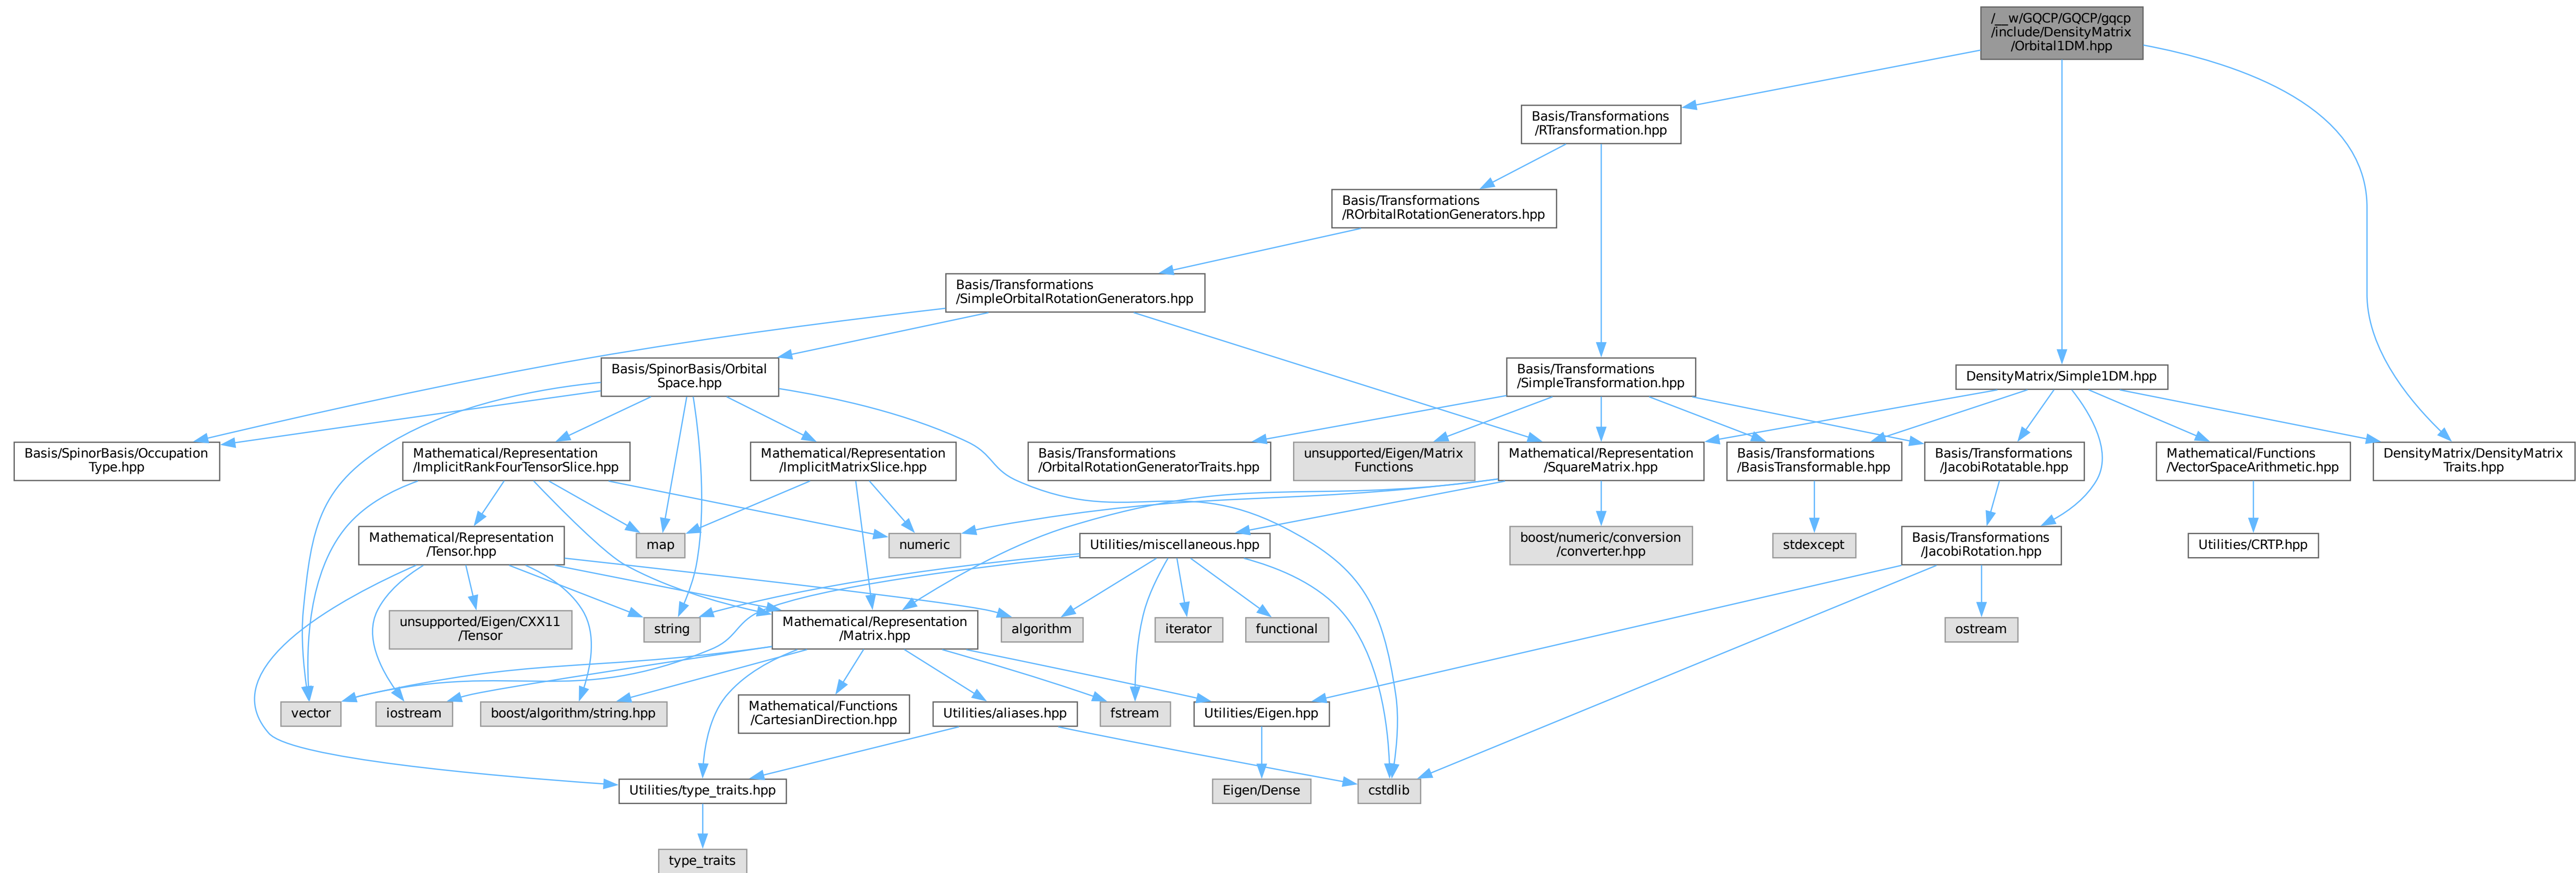 /__w/GQCP/GQCP/gqcp
/include/DensityMatrix
/Orbital1DM.hpp
Basis/Transformations
/RTransformation.hpp
Basis/Transformations
/ROrbitalRotationGenerators.hpp
Basis/Transformations
/SimpleOrbitalRotationGenerators.hpp
Basis/SpinorBasis/Orbital
Space.hpp
Basis/Transformations
/SimpleTransformation.hpp
DensityMatrix/Simple1DM.hpp
Basis/SpinorBasis/Occupation
Type.hpp
Mathematical/Representation
/ImplicitRankFourTensorSlice.hpp
Mathematical/Representation
/ImplicitMatrixSlice.hpp
Basis/Transformations
/OrbitalRotationGeneratorTraits.hpp
unsupported/Eigen/Matrix
Functions
Mathematical/Representation
/SquareMatrix.hpp
Basis/Transformations
/BasisTransformable.hpp
Basis/Transformations
/JacobiRotatable.hpp
Mathematical/Functions
/VectorSpaceArithmetic.hpp
DensityMatrix/DensityMatrix
Traits.hpp
Mathematical/Representation
/Tensor.hpp
map
numeric
Utilities/miscellaneous.hpp
boost/numeric/conversion
/converter.hpp
stdexcept
Basis/Transformations
/JacobiRotation.hpp
Utilities/CRTP.hpp
unsupported/Eigen/CXX11
/Tensor
string
Mathematical/Representation
/Matrix.hpp
algorithm
iterator
functional
ostream
vector
iostream
boost/algorithm/string.hpp
Mathematical/Functions
/CartesianDirection.hpp
Utilities/aliases.hpp
fstream
Utilities/Eigen.hpp
Utilities/type_traits.hpp
Eigen/Dense
cstdlib
type_traits